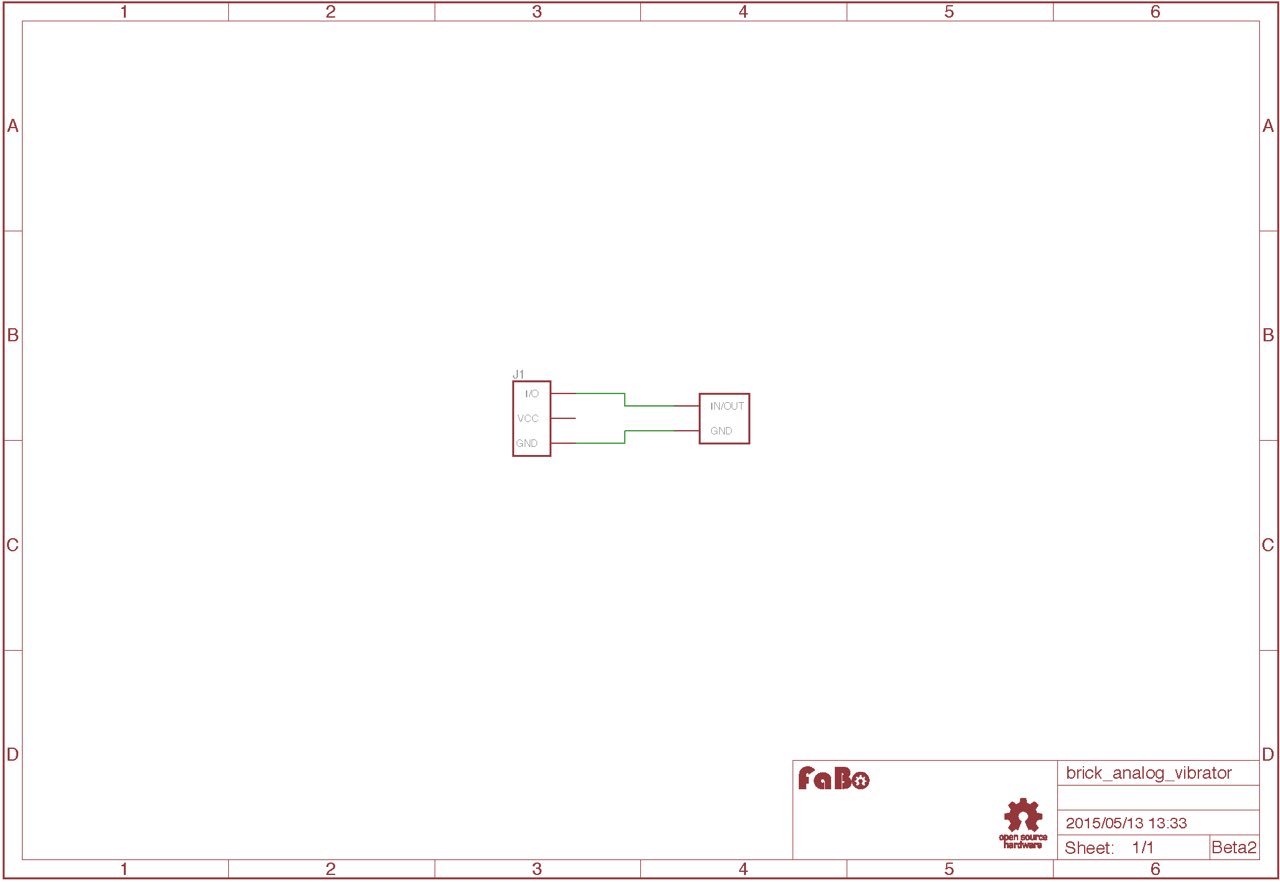 1 2 3 4 5 6
A A
B B
J1
I/O
IN/OUT
VCC
GND
GND
C C
D D
FaBo
brick_analog_vibrator
2015/05/13 13:33
open source
hardware
Sheet: 1/1 Beta2
1 2 3 4 5 6